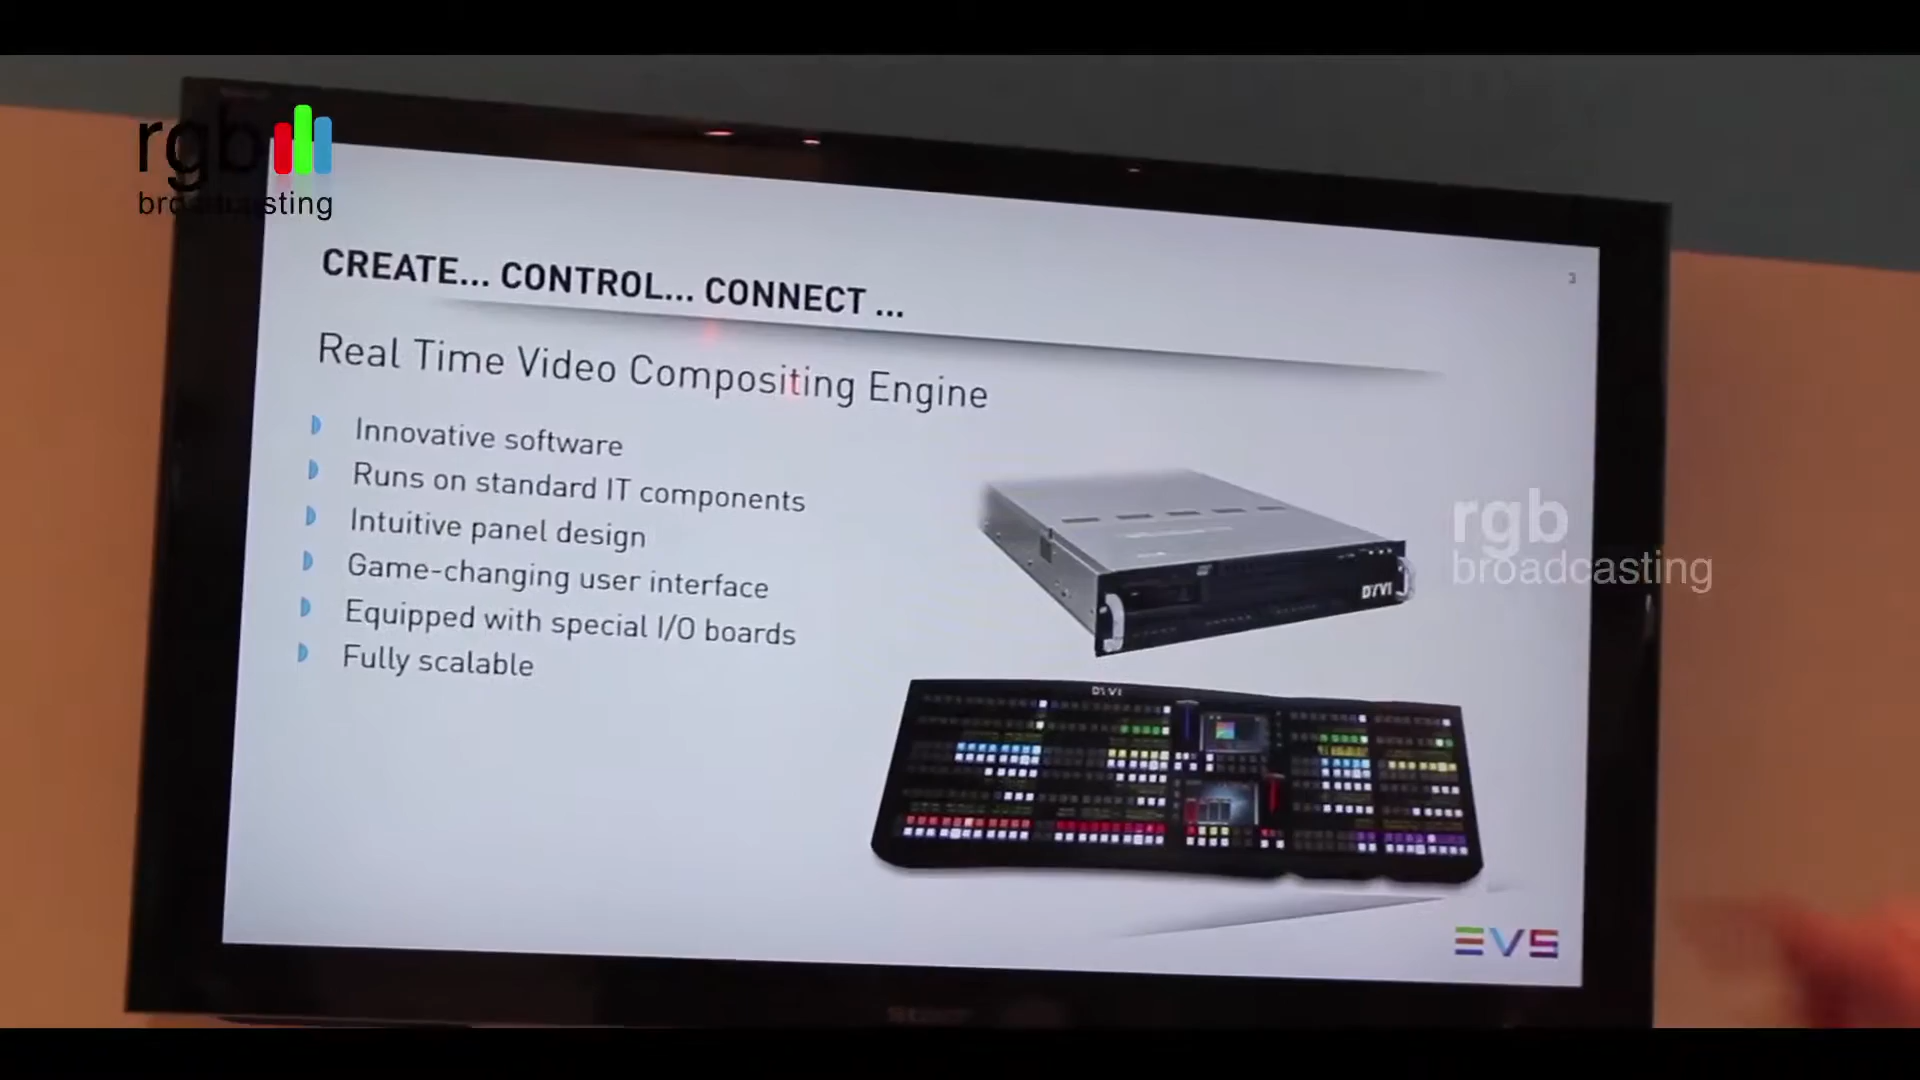 rgb
broadcasting
3
CREATE... CONTROL... CONNECT ...
Real Time Video Compositing Engine
Innovative software
Runs on standard IT components
Intuitive panel design
Game-changing user interface
Equipped with special I/O boards
Fully scalable
DYVI
rgb
broadcasting
DYVI
EVS